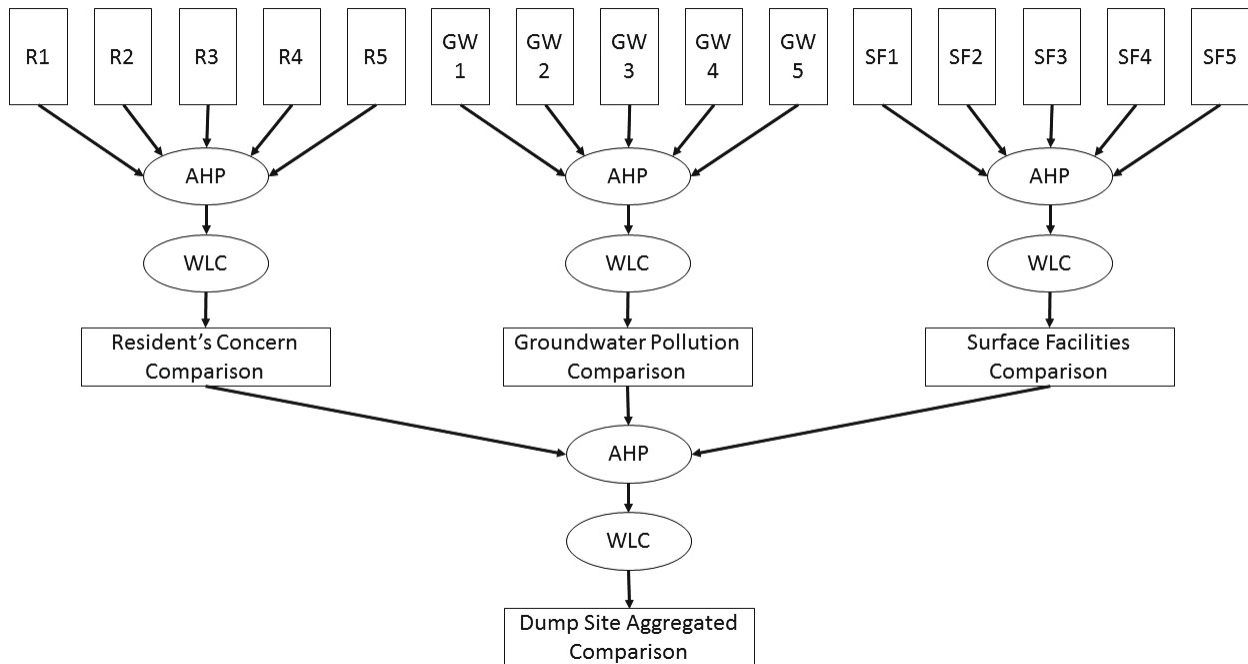 R1
R2
R3
R4
R5
GW
1
GW
2
GW
3
GW
4
GW
5
SF1
SF2
SF3
SF4
SF5
AHP
AHP
AHP
WLC
WLC
WLC
Resident’s Concern
Comparison
Groundwater Pollution
Comparison
Surface Facilities
Comparison
AHP
WLC
Dump Site Aggregated
Comparison